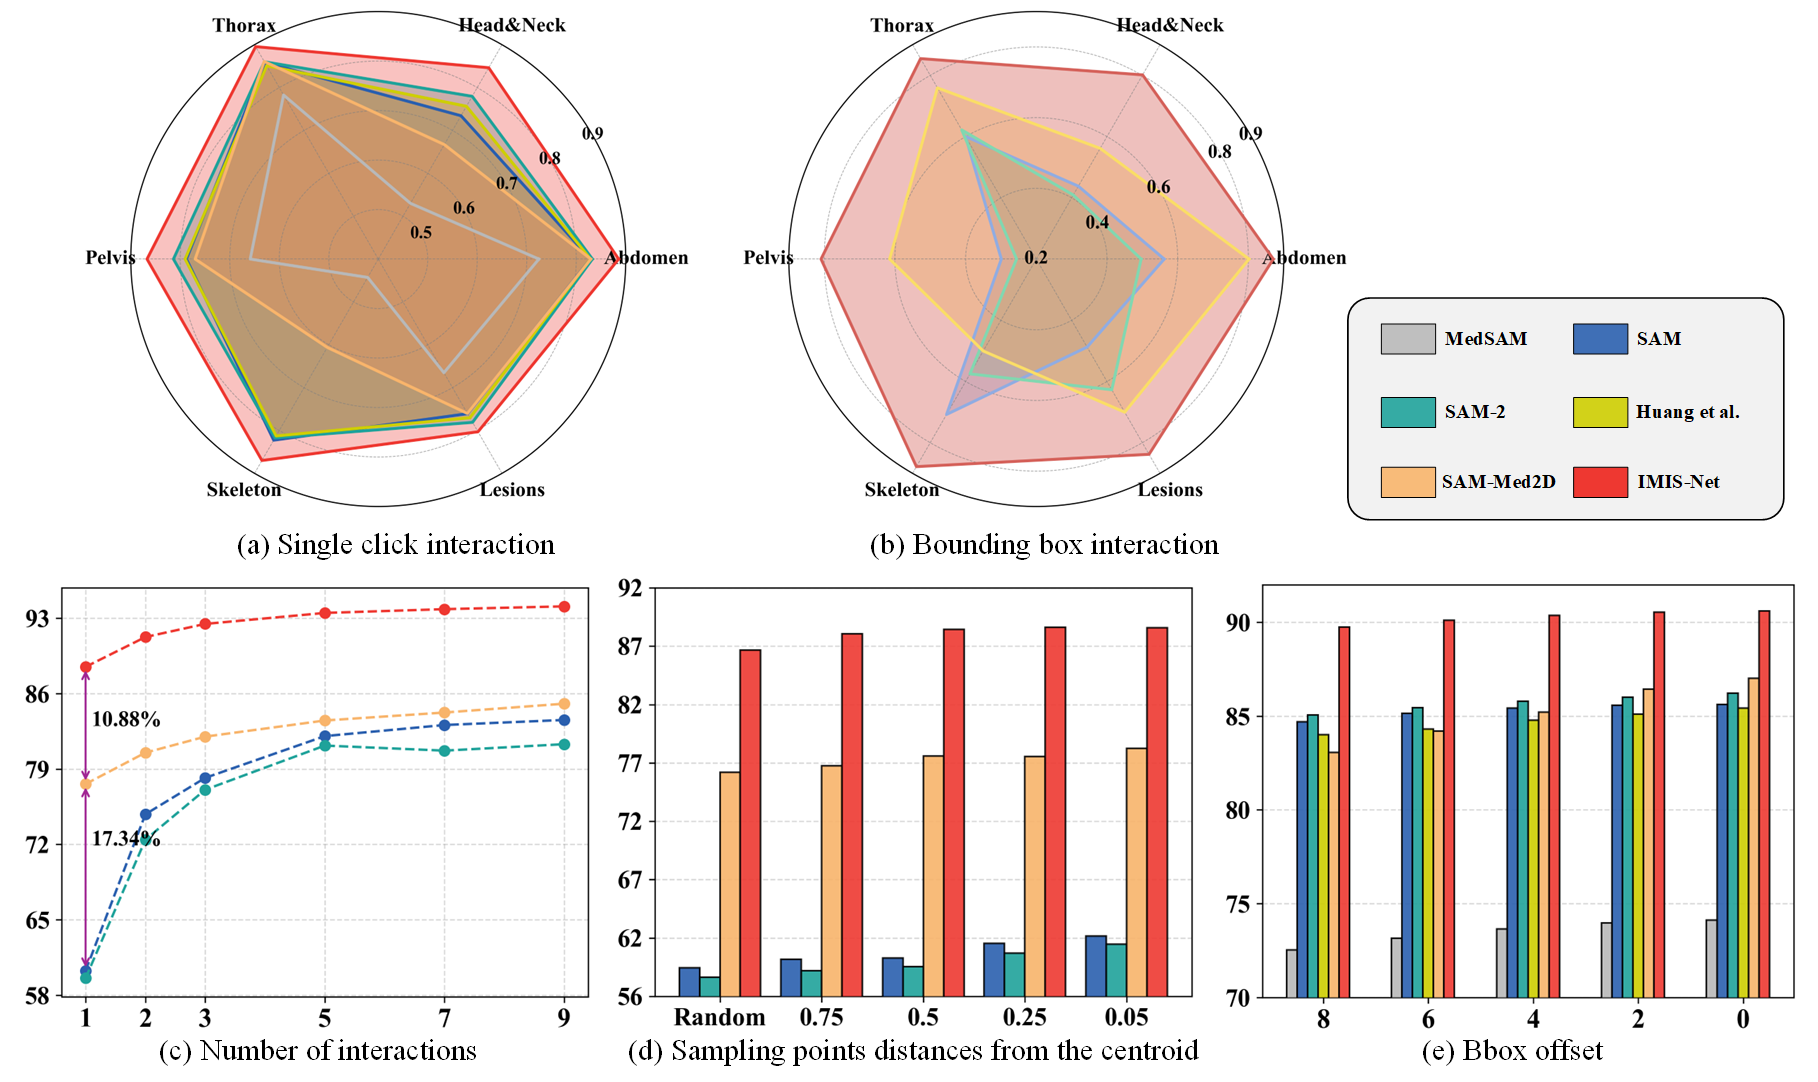 Thorax
Head&Neck
0.9
0.8
0.7
0.6
0.5
Pelvis
Abdomen
Skeleton
Lesions
(a) Single click interaction
Thorax
Head&Neck
0.9
0.8
0.6
0.4
0.2
Pelvis
Abdomen
Skeleton
Lesions
(b) Bounding box interaction
MedSAM
SAM
SAM-2
Huang et al.
SAM-Med2D
IMIS-Net
93
86
79
72
65
58
10.88%
17.34%
1 2 3 5 7 9
(c) Number of interactions
92
87
82
77
72
67
62
56
Random 0.75 0.5 0.25 0.05
(d) Sampling points distances from the centroid
90
85
80
75
70
8 6 4 2 0
(e) Bbox offset